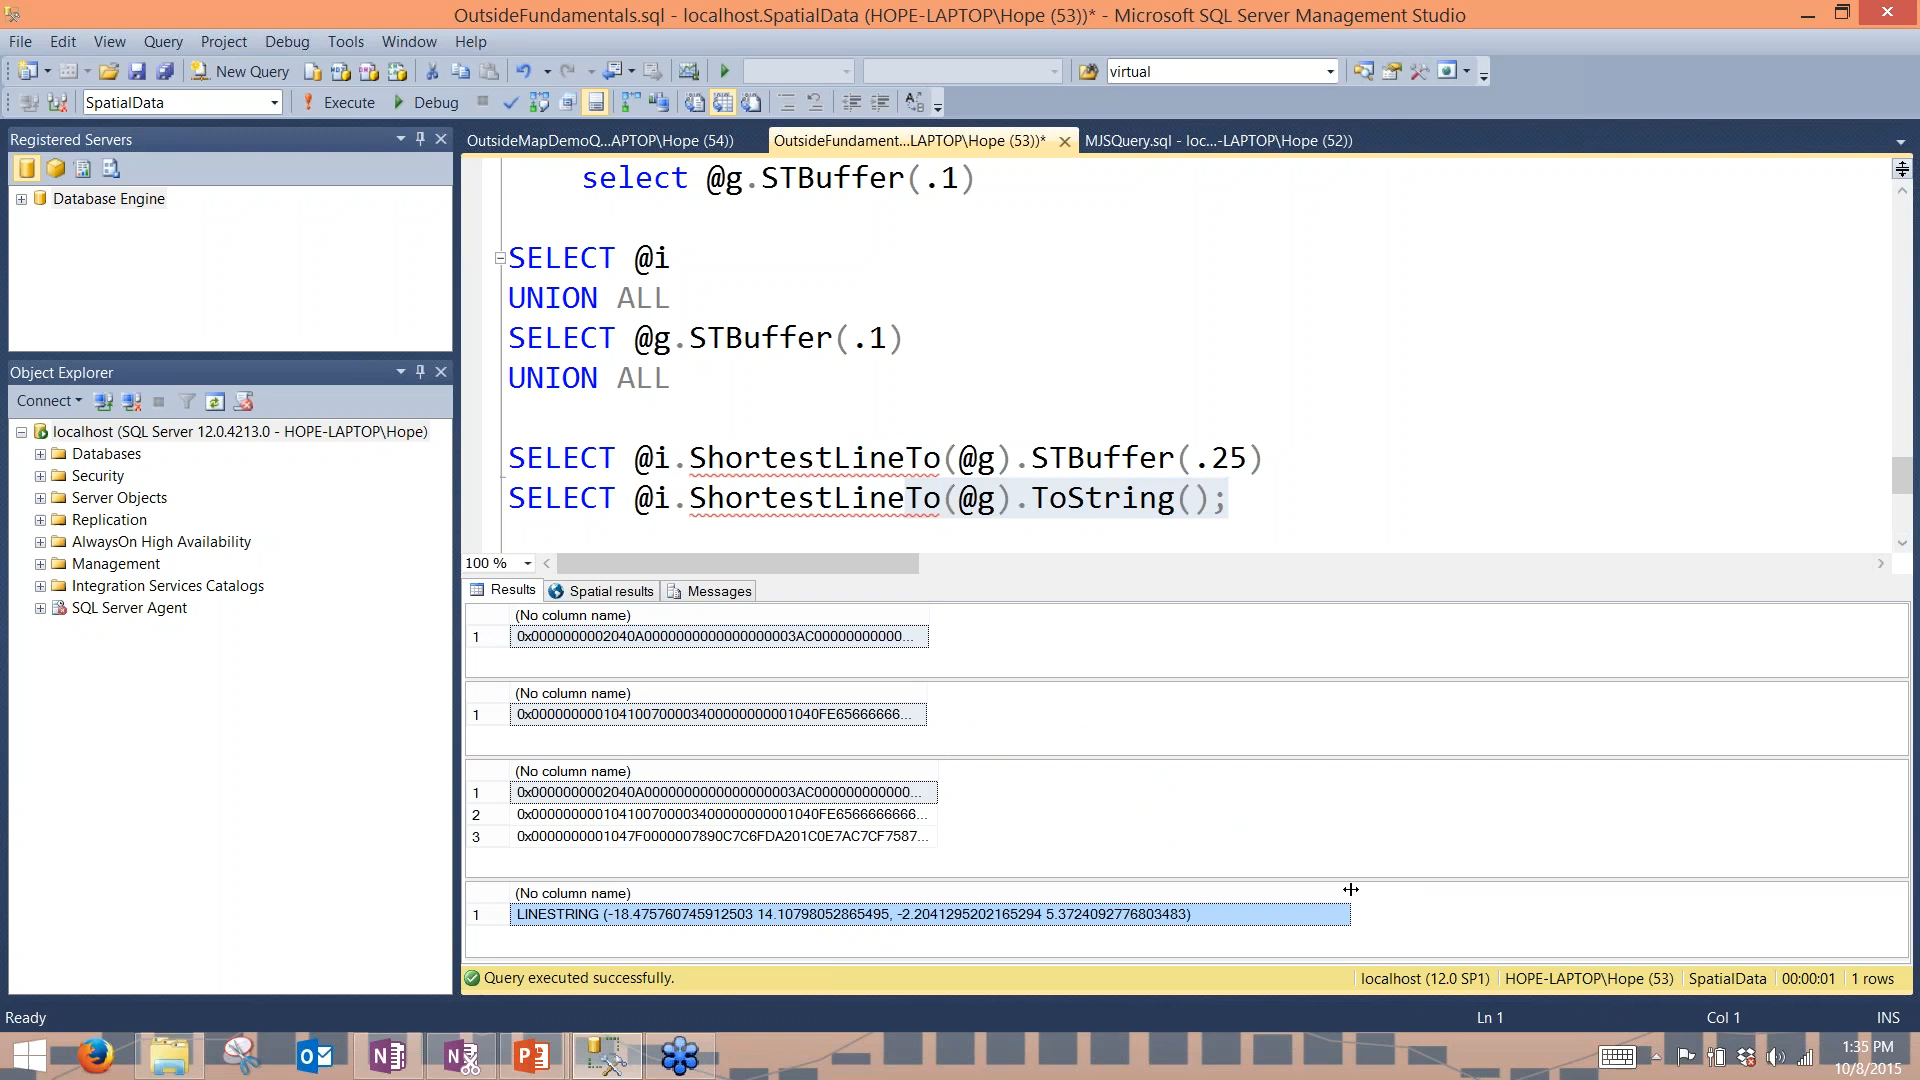 OutsideFundamentals.sql - localhost.SpatialData (HOPE-LAPTOP\Hope (53))* - Microsoft SQL Server Management Studio
File Edit View Query Project Debug Tools Window Help
New Query virtual
SpatialData Execute Debug
Registered Servers
Database Engine
Object Explorer
Connect
localhost (SQL Server 12.0.4213.0 - HOPE-LAPTOP\Hope)
Databases
Security
Server Objects
Replication
AlwaysOn High Availability
Management
Integration Services Catalogs
SQL Server Agent
OutsideMapDemoQ...APTOP\Hope (54)) OutsideFundament...LAPTOP\Hope (53))* MJSQuery.sql - loc...-LAPTOP\Hope (52))
select @g.STBuffer(.1)
SELECT @i
UNION ALL
SELECT @g.STBuffer(.1)
UNION ALL
SELECT @i.ShortestLineTo(@g).STBuffer(.25)
SELECT @i.ShortestLineTo(@g).ToString();
100 %
Results Spatial results Messages
(No column name)
1 0x0000000002040A0000000000000000003AC00000000000...
(No column name)
1 0x000000000104100700003400000000001040FE65666666...
(No column name)
1 0x0000000002040A0000000000000000003AC000000000000...
2 0x000000000104100700003400000000001040FE6566666666...
3 0x0000000001047F0000007890C7C6FDA201C0E7AC7CF7587...
(No column name)
1 LINESTRING (-18.475760745912503 14.10798052865495, -2.2041295202165294 5.3724092776803483)
Query executed successfully. localhost (12.0 SP1) HOPE-LAPTOP\Hope (53) SpatialData 00:00:01 1 rows
Ready Ln 1 Col 1 INS
1:35 PM
10/8/2015